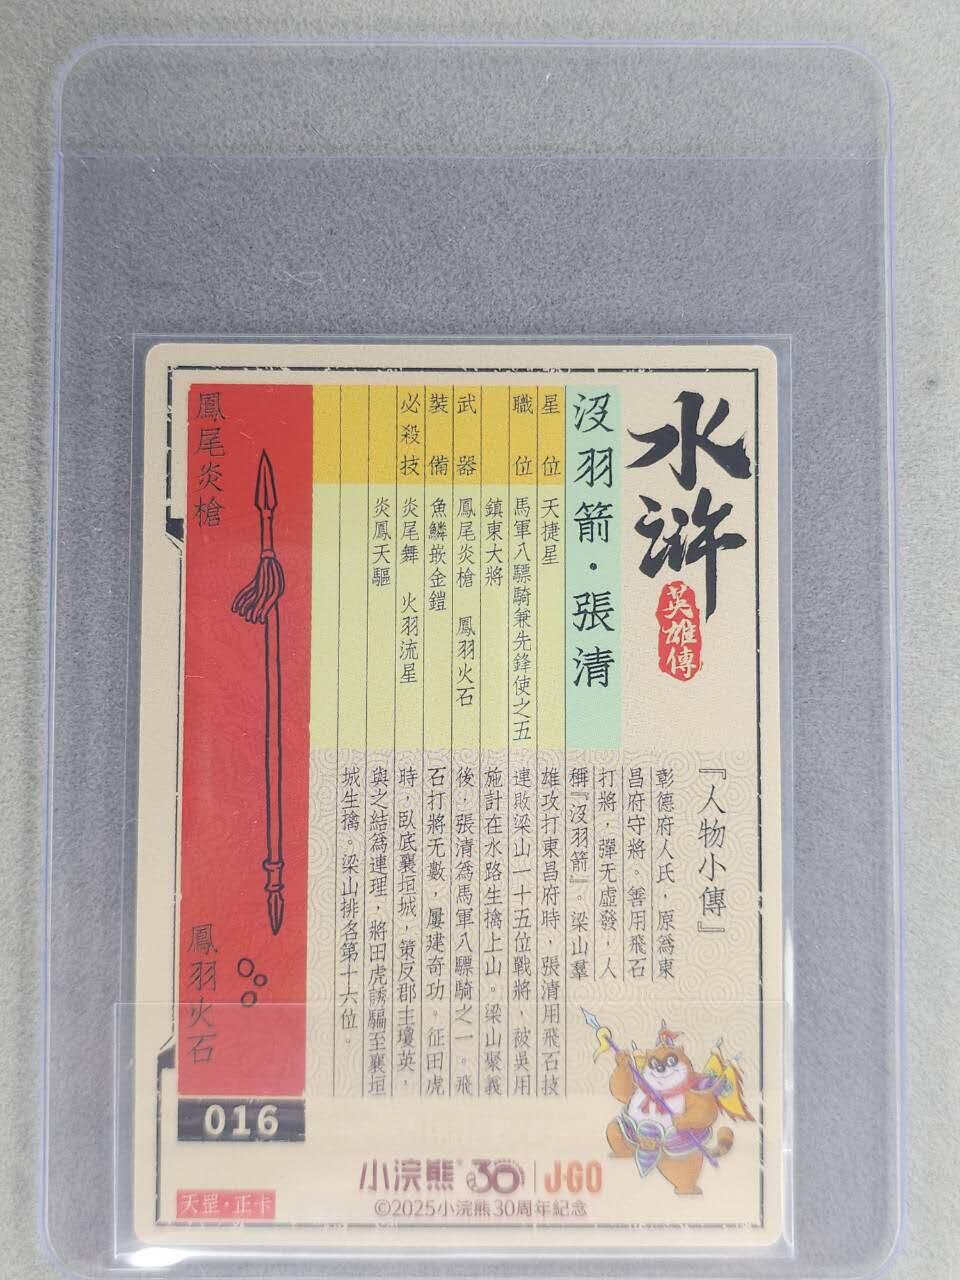 水滸
英雄傳
沒羽箭·張清
星位 天捷星
職位 馬軍八驃騎兼先鋒使之五
鎮東大將
武器 鳳尾炎槍 鳳羽火石
裝備 魚鱗嵌金鎧
必殺技 炎尾舞 火羽流星
炎鳳天驅
鳳尾炎槍
鳳羽火石
『人物小傳』
彰德府人氏，原爲東
昌府守將。善用飛石
打將，彈无虛發，人
稱『沒羽箭』。梁山羣
雄攻打東昌府時，張清用飛石技
連敗梁山一十五位戰將，被吳用
施計在水路生擒上山。梁山聚義
後，張清爲馬軍八驃騎之一。飛
石打將无數，屢建奇功。征田虎
時，臥底襄垣城，策反郡主瓊英，
與之結爲連理，將田虎誘騙至襄垣
城生擒。梁山排名第十六位。
016
天罡·正卡
小浣熊® 30 | J·GO
©2025小浣熊30周年紀念